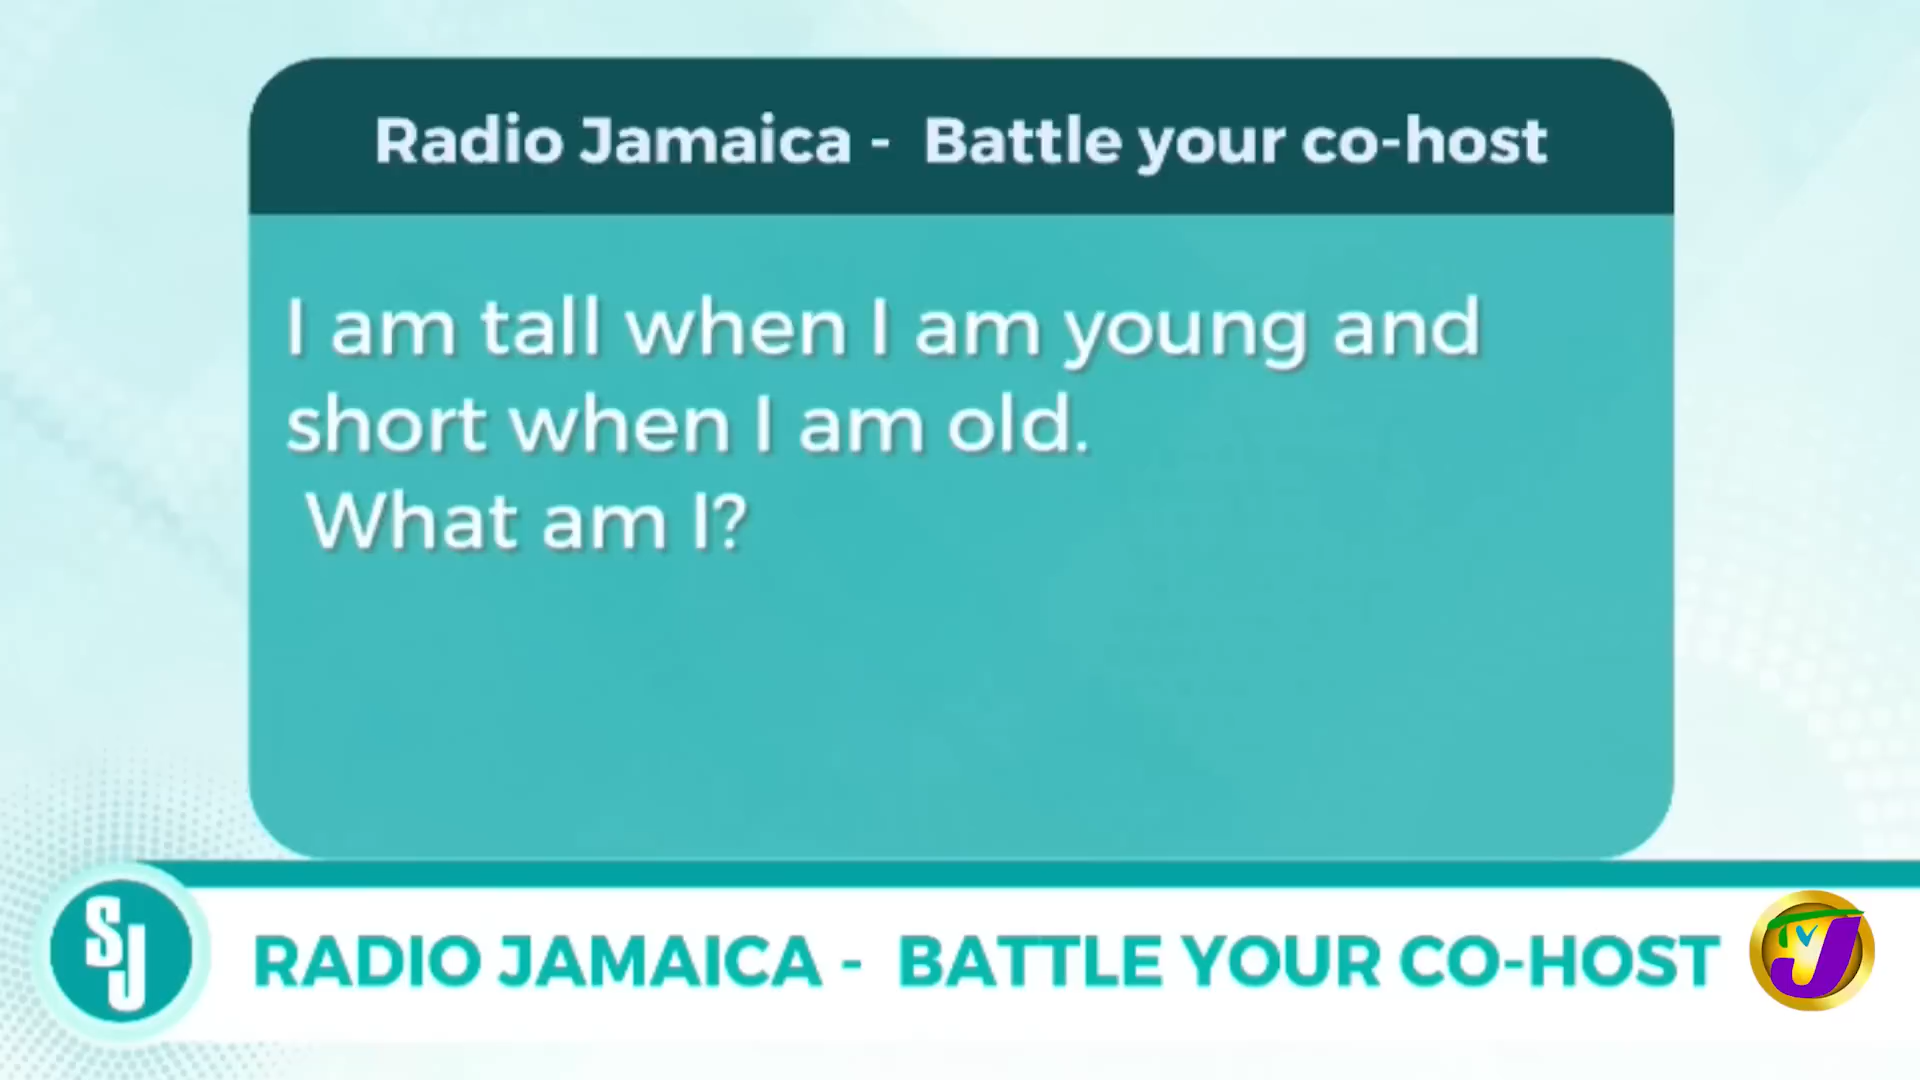 Radio Jamaica - Battle your co-host
I am tall when I am young and
short when I am old.
What am I?
SJ
RADIO JAMAICA - BATTLE YOUR CO-HOST
TVJ